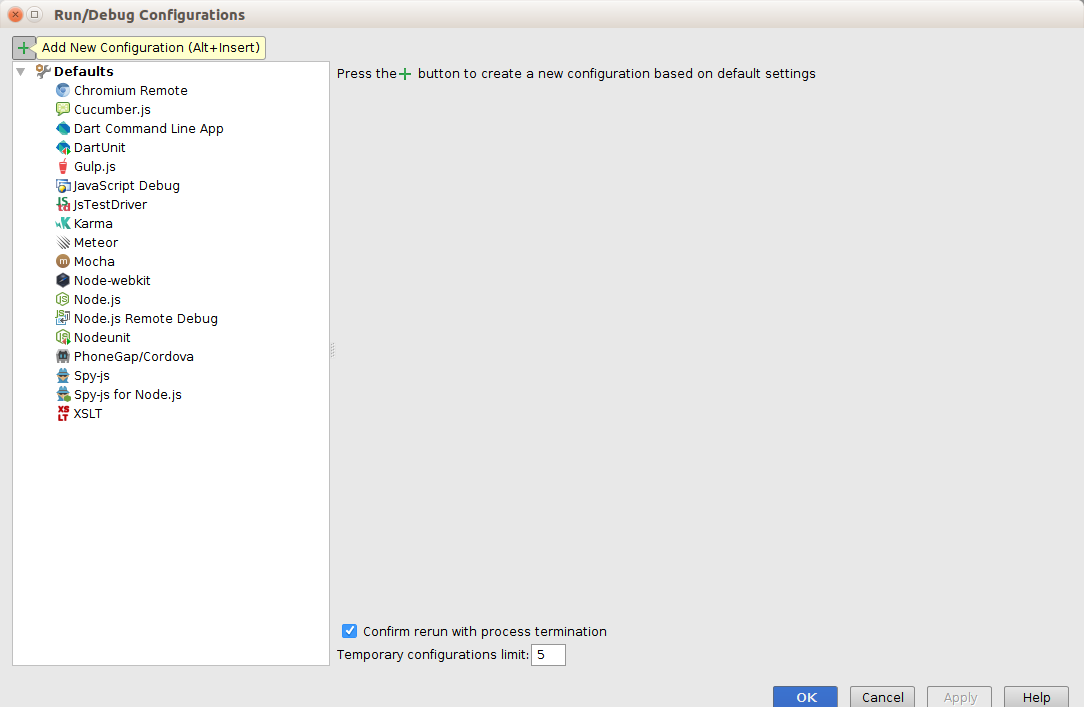 Run/Debug Configurations
Add New Configuration (Alt+Insert)
Defaults
Press the + button to create a new configuration based on default settings
Chromium Remote
Cucumber.js
Dart Command Line App
DartUnit
Gulp.js
JavaScript Debug
JsTestDriver
Karma
Meteor
Mocha
Node-webkit
Node.js
Node.js Remote Debug
Nodeunit
PhoneGap/Cordova
Spy-js
Spy-js for Node.js
XSLT
Confirm rerun with process termination
Temporary configurations limit: 5
OK Cancel Apply Help